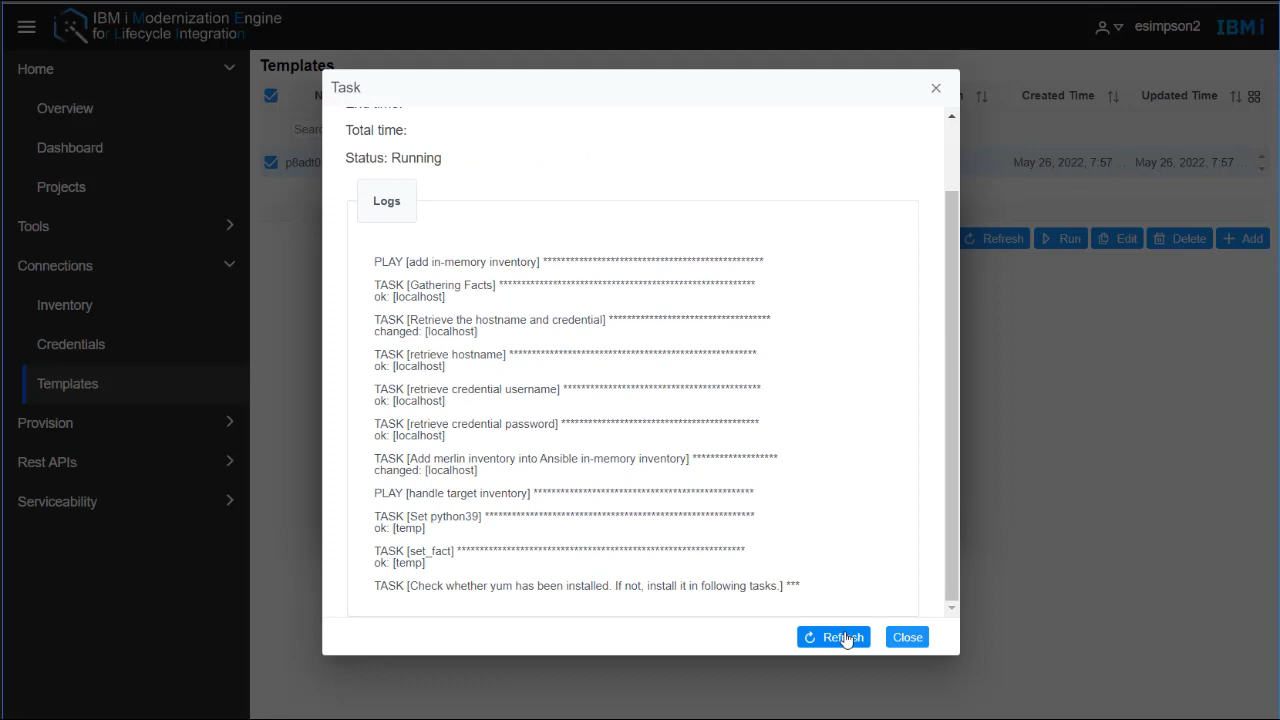 IBM i Modernization Engine
for Lifecycle Integration
esimpson2
IBM i
Home
Overview
Dashboard
Projects
Tools
Connections
Inventory
Credentials
Templates
Provision
Rest APIs
Serviceability
Templates
Created Time
Updated Time
p8adt0
May 26, 2022, 7:57 ...
May 26, 2022, 7:57 ...
Refresh
Run
Edit
Delete
Add
Task
Total time:
Status: Running
Logs
PLAY [add in-memory inventory] *************************************************
TASK [Gathering Facts] *********************************************************
ok: [localhost]
TASK [Retrieve the hostname and credential] ************************************
changed: [localhost]
TASK [retrieve hostname] *******************************************************
ok: [localhost]
TASK [retrieve credential username] ********************************************
ok: [localhost]
TASK [retrieve credential password] ********************************************
ok: [localhost]
TASK [Add merlin inventory into Ansible in-memory inventory] *******************
changed: [localhost]
PLAY [handle target inventory] *************************************************
TASK [Set python39] ************************************************************
ok: [temp]
TASK [set_fact] ****************************************************************
ok: [temp]
TASK [Check whether yum has been installed. If not, install it in following tasks.] ***
Refresh
Close